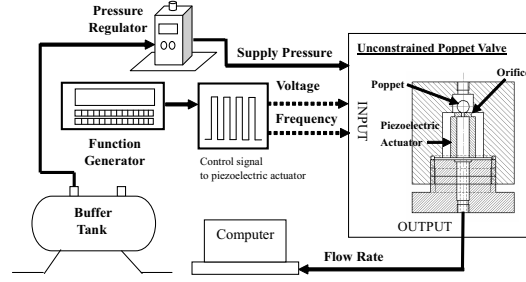 Pressure
Regulator
Supply Pressure
Unconstrained Poppet Valve
Orifice
Poppet
Voltage
Frequency
INPUT
Piezoelectric
Actuator
Function
Generator
Control signal
to piezoelectric actuator
Buffer
Tank
Computer
OUTPUT
Flow Rate